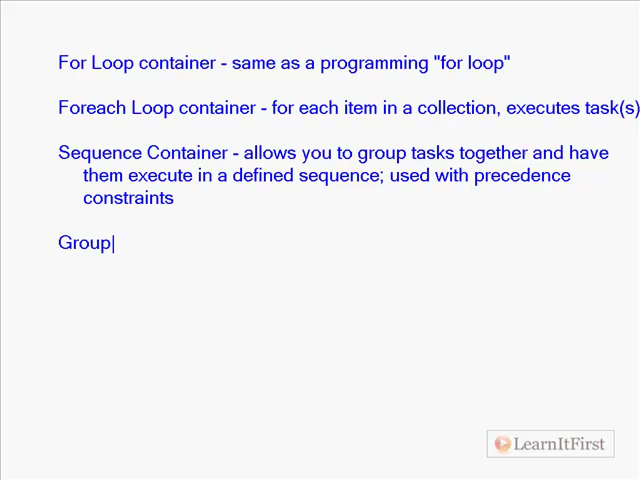 For Loop container - same as a programming "for loop"
Foreach Loop container - for each item in a collection, executes task(s)
Sequence Container - allows you to group tasks together and have
them execute in a defined sequence; used with precedence
constraints
Group
LearnItFirst